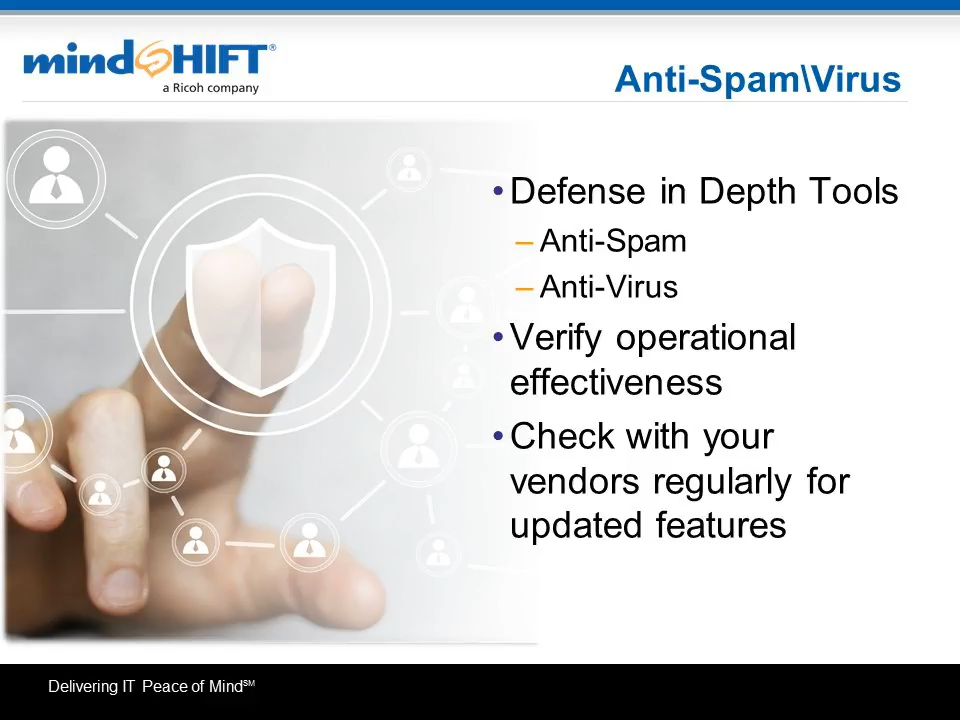 mindSHIFT®
a Ricoh company
Anti-Spam\Virus
•Defense in Depth Tools
– Anti-Spam
– Anti-Virus
•Verify operational
effectiveness
•Check with your
vendors regularly for
updated features
Delivering IT Peace of Mind℠